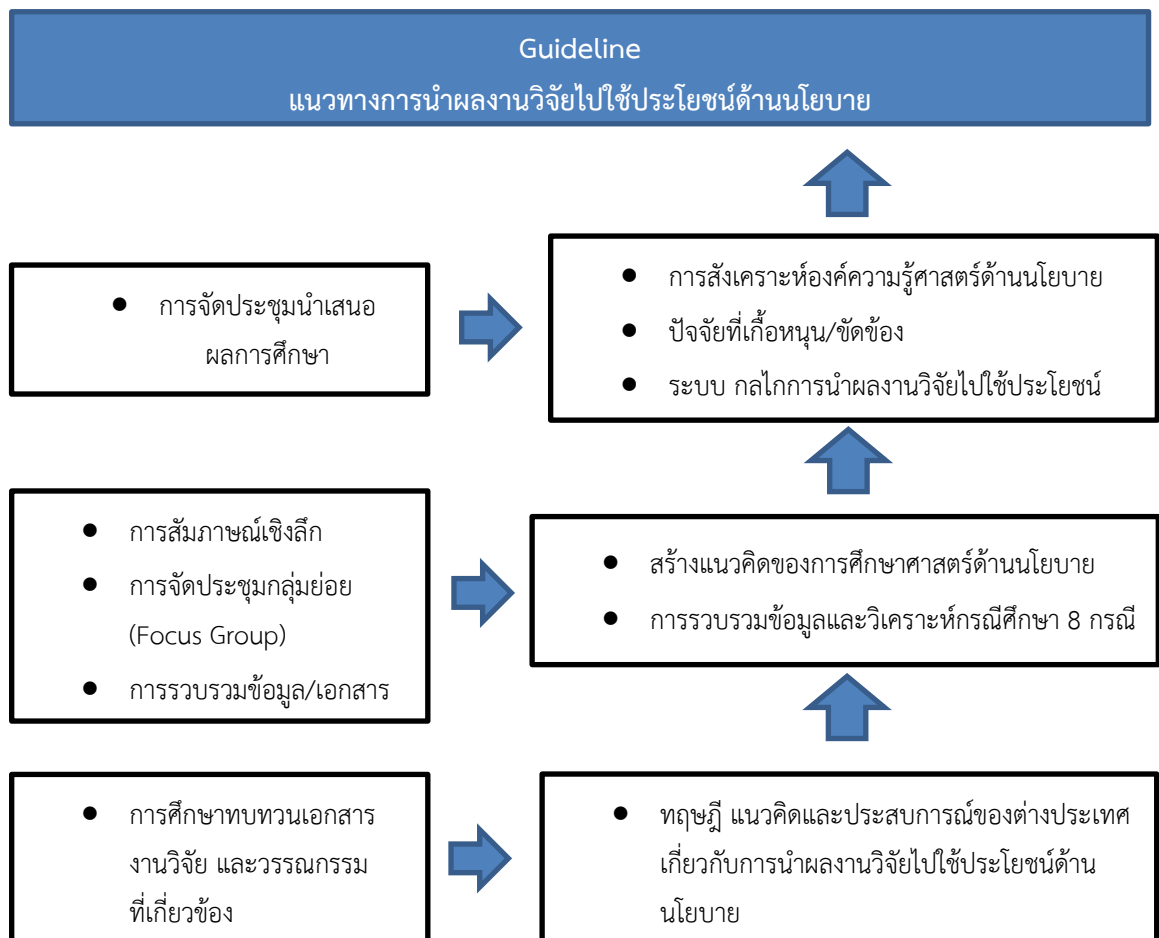 Guideline
แนวทางการนำผลงานวิจัยไปใช้ประโยชน์ด้านนโยบาย
● การจัดประชุมนำเสนอ
ผลการศึกษา
● การสังเคราะห์องค์ความรู้ศาสตร์ด้านนโยบาย
● ปัจจัยที่เกื้อหนุน/ขัดข้อง
● ระบบ กลไกการนำผลงานวิจัยไปใช้ประโยชน์
● การสัมภาษณ์เชิงลึก
● การจัดประชุมกลุ่มย่อย
(Focus Group)
● การรวบรวมข้อมูล/เอกสาร
● สร้างแนวคิดของการศึกษาศาสตร์ด้านนโยบาย
● การรวบรวมข้อมูลและวิเคราะห์กรณีศึกษา 8 กรณี
● การศึกษาทบทวนเอกสาร
งานวิจัย และวรรณกรรม
ที่เกี่ยวข้อง
● ทฤษฎี แนวคิดและประสบการณ์ของต่างประเทศ
เกี่ยวกับการนำผลงานวิจัยไปใช้ประโยชน์ด้าน
นโยบาย